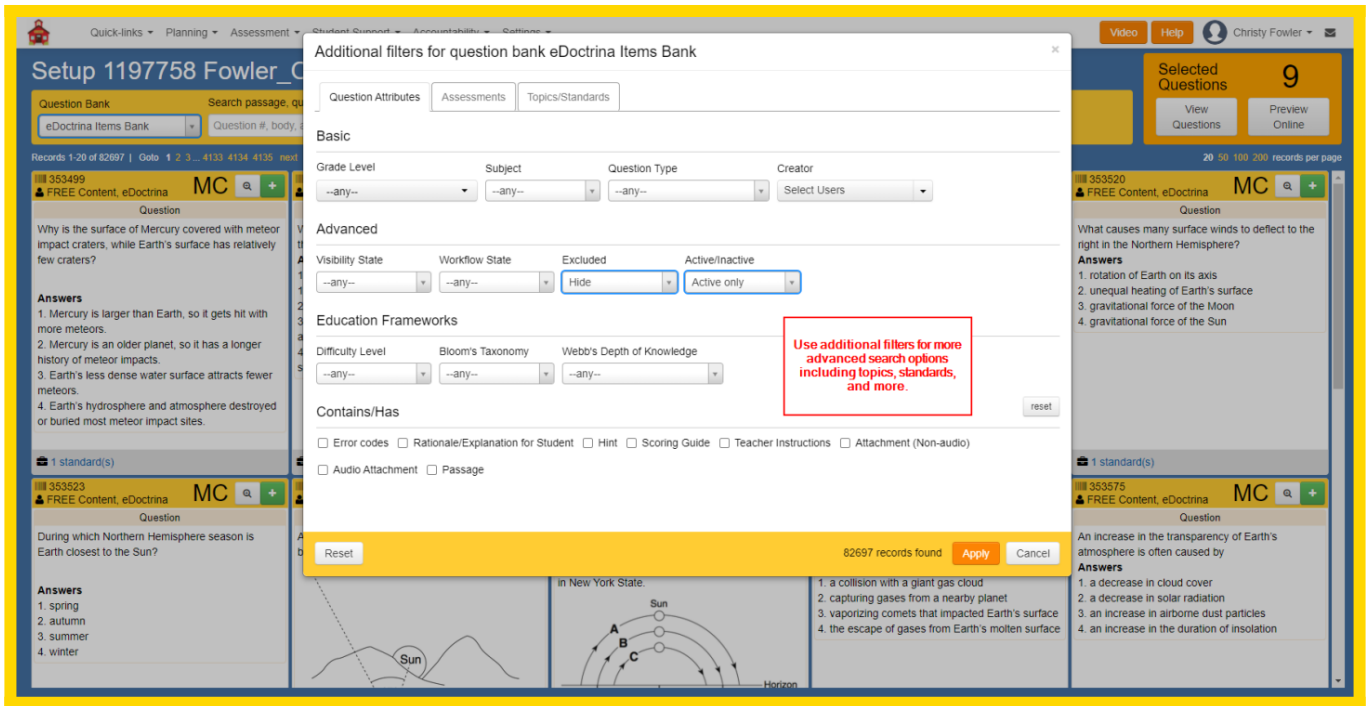 Quick-links Planning Assessment Student Support Accountability Settings
Video Help Christy Fowler
Setup 1197758 Fowler_
Selected Questions 9
View Questions
Preview Online
Question Bank
Search passage,
eDoctrina Items Bank
Question #, body,
Records 1-20 of 82697 | Goto 1 2 3 ... 4133 4134 4135 next
20 50 100 200 records per page
Additional filters for question bank eDoctrina Items Bank ×
Question Attributes Assessments Topics/Standards
Basic
Grade Level Subject Question Type Creator
--any-- --any-- --any-- Select Users
Advanced
Visibility State Workflow State Excluded Active/Inactive
--any-- --any-- Hide Active only
Education Frameworks
Difficulty Level Bloom's Taxonomy Webb's Depth of Knowledge
--any-- --any-- --any--
Use additional filters for more
advanced search options
including topics, standards,
and more.
Contains/Has
reset
Error codes Rationale/Explanation for Student Hint Scoring Guide Teacher Instructions Attachment (Non-audio)
Audio Attachment Passage
Reset 82697 records found Apply Cancel
353499
FREE Content, eDoctrina MC
Question
Why is the surface of Mercury covered with meteor
impact craters, while Earth's surface has relatively
few craters?
Answers
1. Mercury is larger than Earth, so it gets hit with
more meteors.
2. Mercury is an older planet, so it has a longer
history of meteor impacts.
3. Earth's less dense water surface attracts fewer
meteors.
4. Earth's hydrosphere and atmosphere destroyed
or buried most meteor impact sites.
1 standard(s)
353520
FREE Content, eDoctrina MC
Question
What causes many surface winds to deflect to the
right in the Northern Hemisphere?
Answers
1. rotation of Earth on its axis
2. unequal heating of Earth's surface
3. gravitational force of the Moon
4. gravitational force of the Sun
1 standard(s)
353523
FREE Content, eDoctrina MC
Question
During which Northern Hemisphere season is
Earth closest to the Sun?
Answers
1. spring
2. autumn
3. summer
4. winter
Sun
in New York State.
Sun
A
B
C
Horizon
1. a collision with a giant gas cloud
2. capturing gases from a nearby planet
3. vaporizing comets that impacted Earth's surface
4. the escape of gases from Earth's molten surface
353575
FREE Content, eDoctrina MC
Question
An increase in the transparency of Earth's
atmosphere is often caused by
Answers
1. a decrease in cloud cover
2. a decrease in solar radiation
3. an increase in airborne dust particles
4. an increase in the duration of insolation